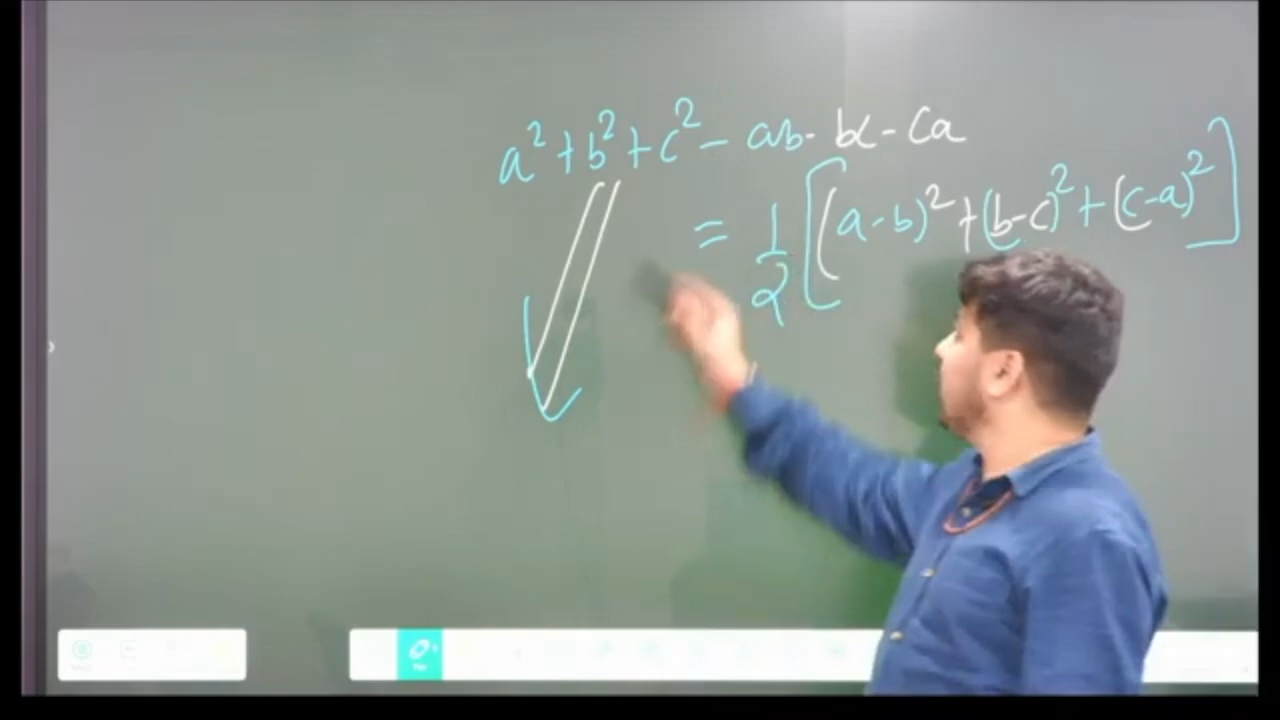 a² + b² + c² - ab - bc - ca
= 1/2 [(a-b)² + (b-c)² + (c-a)²]